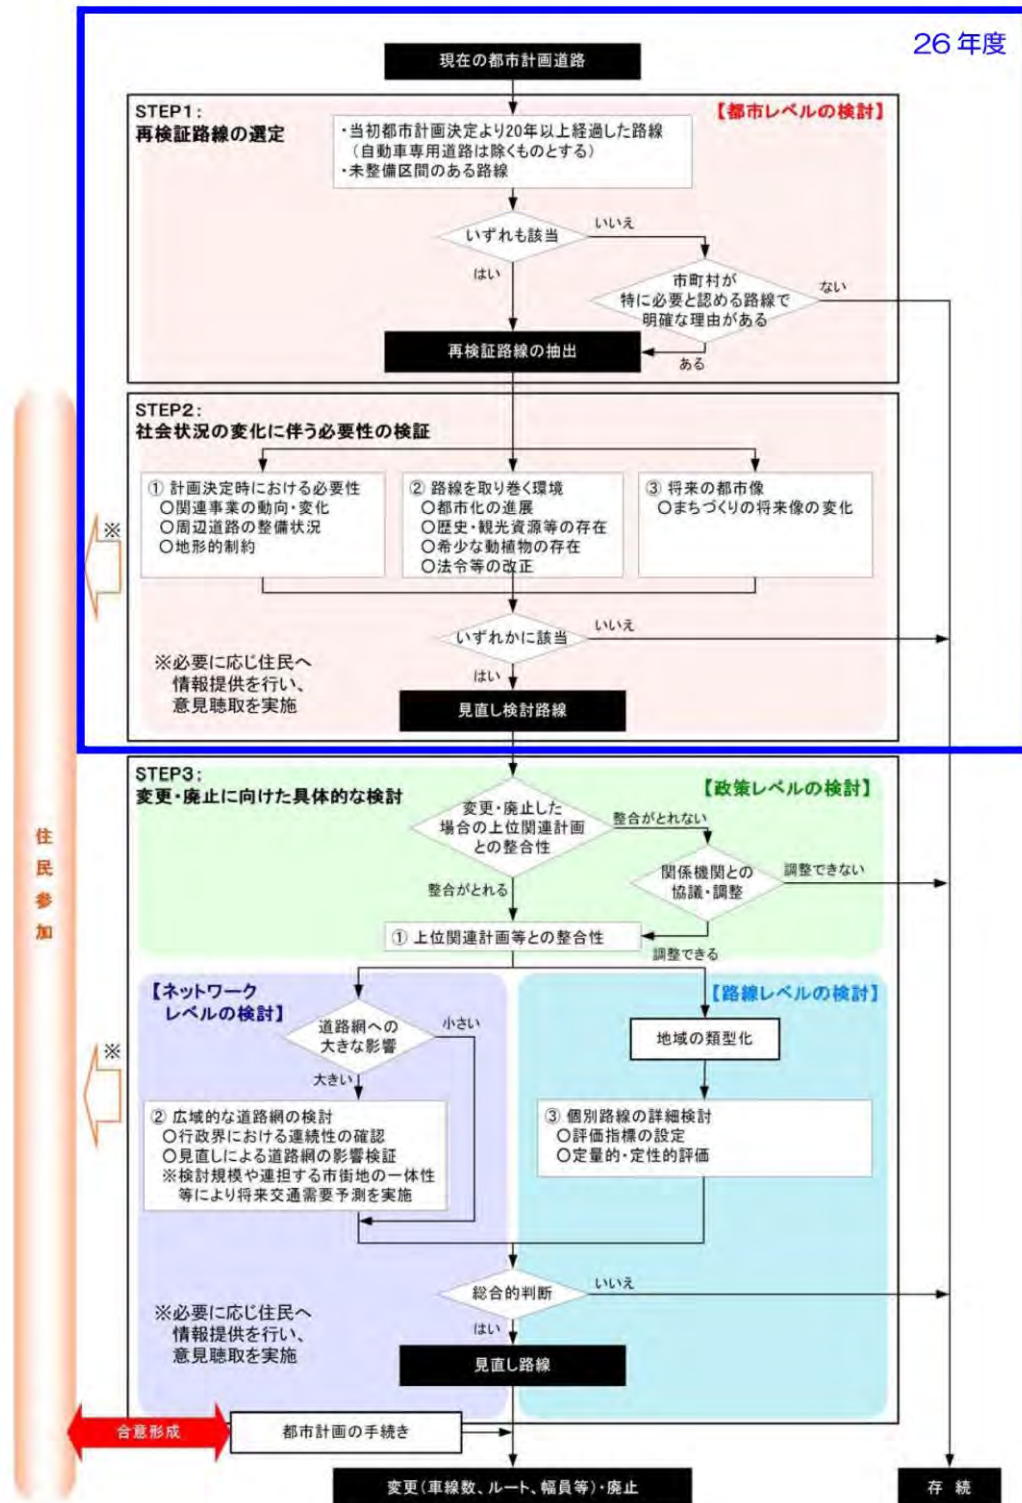 26年度
現在の都市計画道路
STEP1:
再検証路線の選定
【都市レベルの検討】
・当初都市計画決定より20年以上経過した路線
（自動車専用道路は除くものとする）
・未整備区間のある路線
いずれも該当
いいえ
はい
市町村が
特に必要と認める路線で
明確な理由がある
ない
ある
再検証路線の抽出
STEP2:
社会状況の変化に伴う必要性の検証
① 計画決定時における必要性
○関連事業の動向・変化
○周辺道路の整備状況
○地形的制約
② 路線を取り巻く環境
○都市化の進展
○歴史・観光資源等の存在
○希少な動植物の存在
○法令等の改正
③ 将来の都市像
○まちづくりの将来像の変化
※
いずれかに該当
いいえ
はい
※必要に応じ住民へ
情報提供を行い、
意見聴取を実施
見直し検討路線
STEP3:
変更・廃止に向けた具体的な検討
【政策レベルの検討】
変更・廃止した
場合の上位関連計画
との整合性
整合がとれない
整合がとれる
関係機関との
協議・調整
調整できない
調整できる
① 上位関連計画等との整合性
住民参加
【ネットワーク
レベルの検討】
道路網への
大きな影響
小さい
大きい
② 広域的な道路網の検討
○行政界における連続性の確認
○見直しによる道路網の影響検証
※検討規模や連担する市街地の一体性
等により将来交通需要予測を実施
【路線レベルの検討】
地域の類型化
③ 個別路線の詳細検討
○評価指標の設定
○定量的・定性的評価
※
総合的判断
いいえ
はい
※必要に応じ住民へ
情報提供を行い、
意見聴取を実施
見直し路線
合意形成
都市計画の手続き
変更(車線数、ルート、幅員等)・廃止
存続